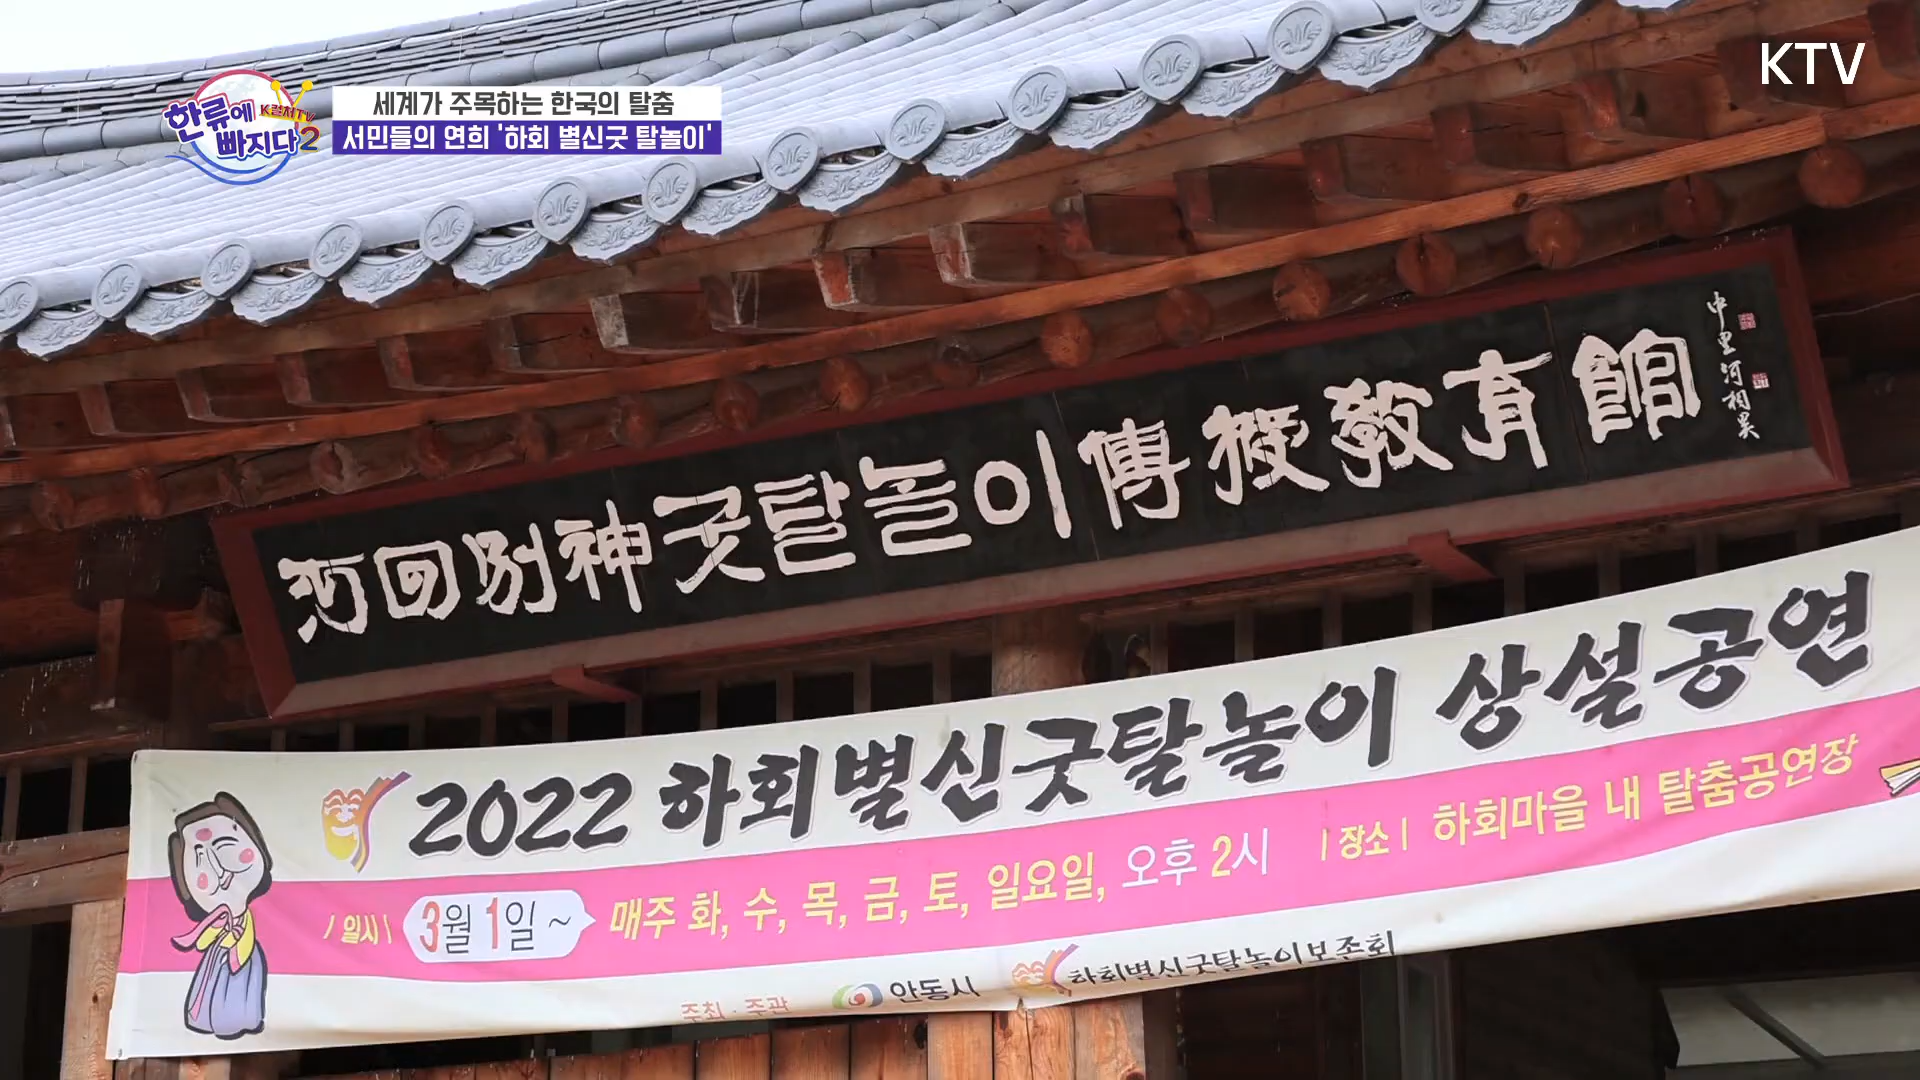 KTV
한류에 K컬처TV
빠지다 2
세계가 주목하는 한국의 탈춤
서민들의 연희 '하회 별신굿 탈놀이'
河回別神굿탈놀이傳授敎育館
中里 河相昊
2022 하회별신굿탈놀이 상설공연
/ 일시 / 3월 1일 ~ 매주 화, 수, 목, 금, 토, 일요일, 오후 2시 | 장소 | 하회마을 내 탈춤공연장
주최 · 주관 안동시 하회별신굿탈놀이보존회